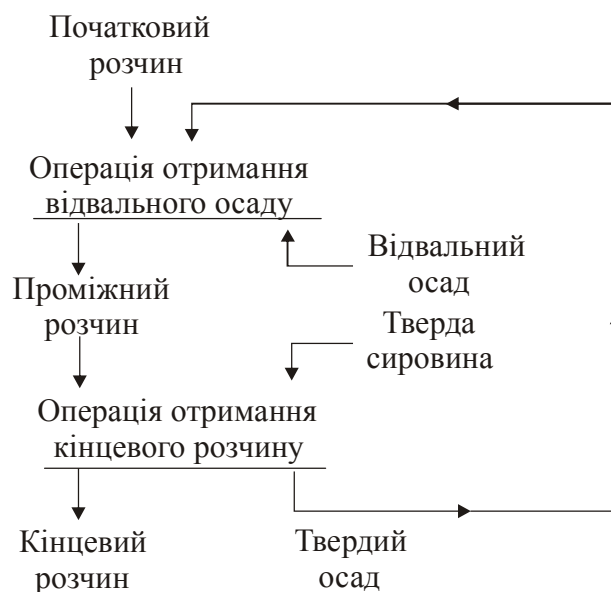 Початковий
розчин
Операція отримання
відвального осаду
Відвальний
осад
Проміжний
розчин
Тверда
сировина
Операція отримання
кінцевого розчину
Кінцевий
розчин
Твердий
осад